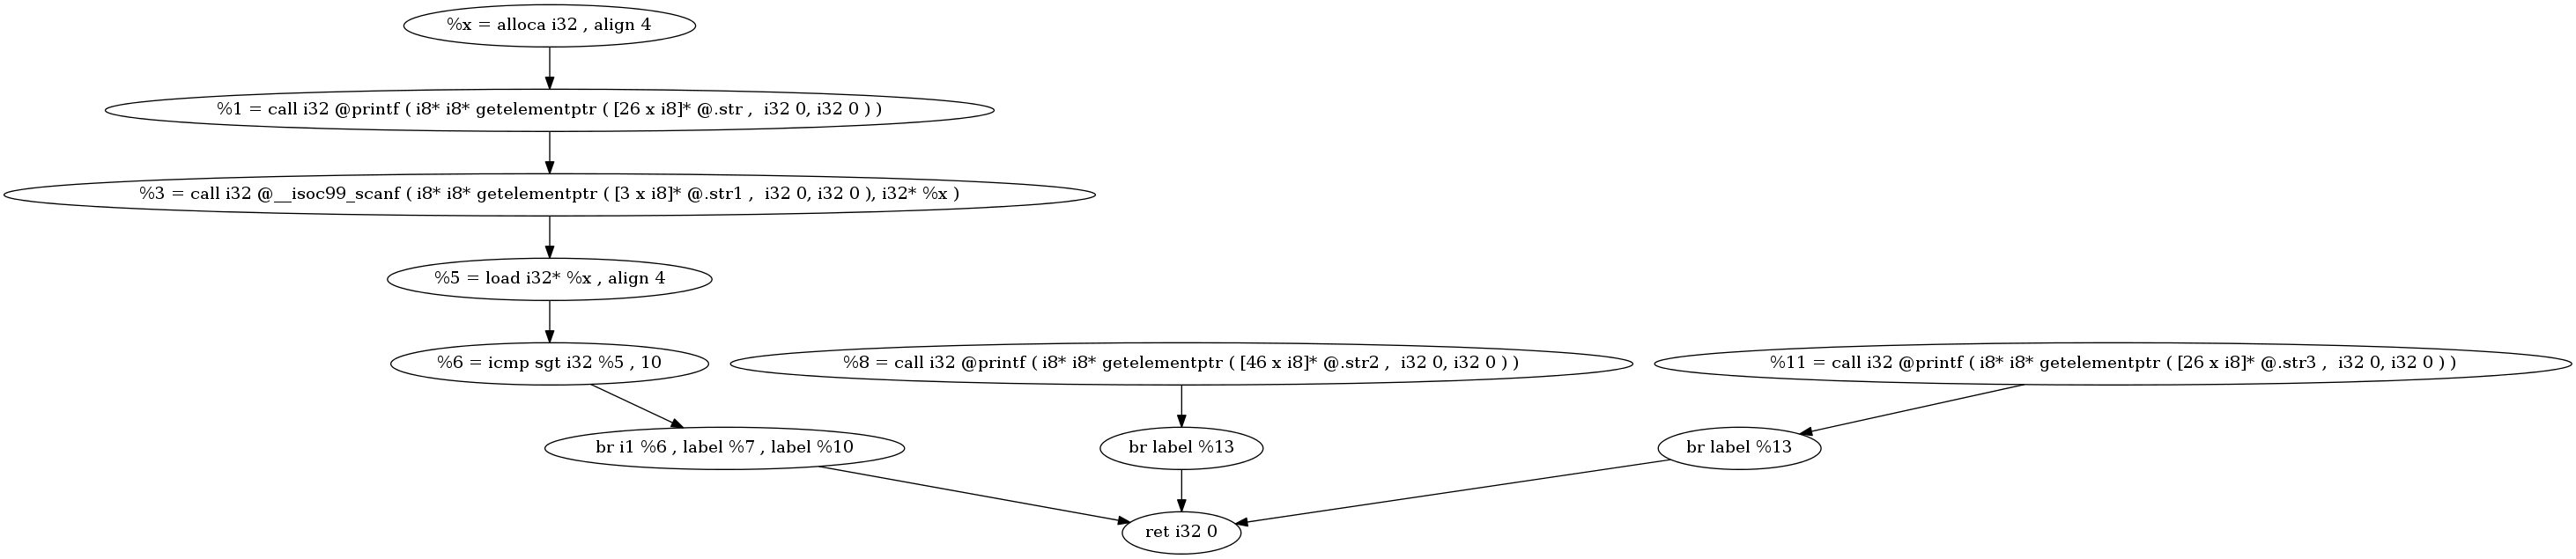 %x = alloca i32 , align 4
%1 = call i32 @printf ( i8* i8* getelementptr ( [26 x i8]* @.str ,  i32 0, i32 0 ) )
%3 = call i32 @__isoc99_scanf ( i8* i8* getelementptr ( [3 x i8]* @.str1 ,  i32 0, i32 0 ), i32* %x )
%5 = load i32* %x , align 4
%6 = icmp sgt i32 %5 , 10
%8 = call i32 @printf ( i8* i8* getelementptr ( [46 x i8]* @.str2 ,  i32 0, i32 0 ) )
%11 = call i32 @printf ( i8* i8* getelementptr ( [26 x i8]* @.str3 ,  i32 0, i32 0 ) )
br i1 %6 , label %7 , label %10
br label %13
br label %13
ret i32 0